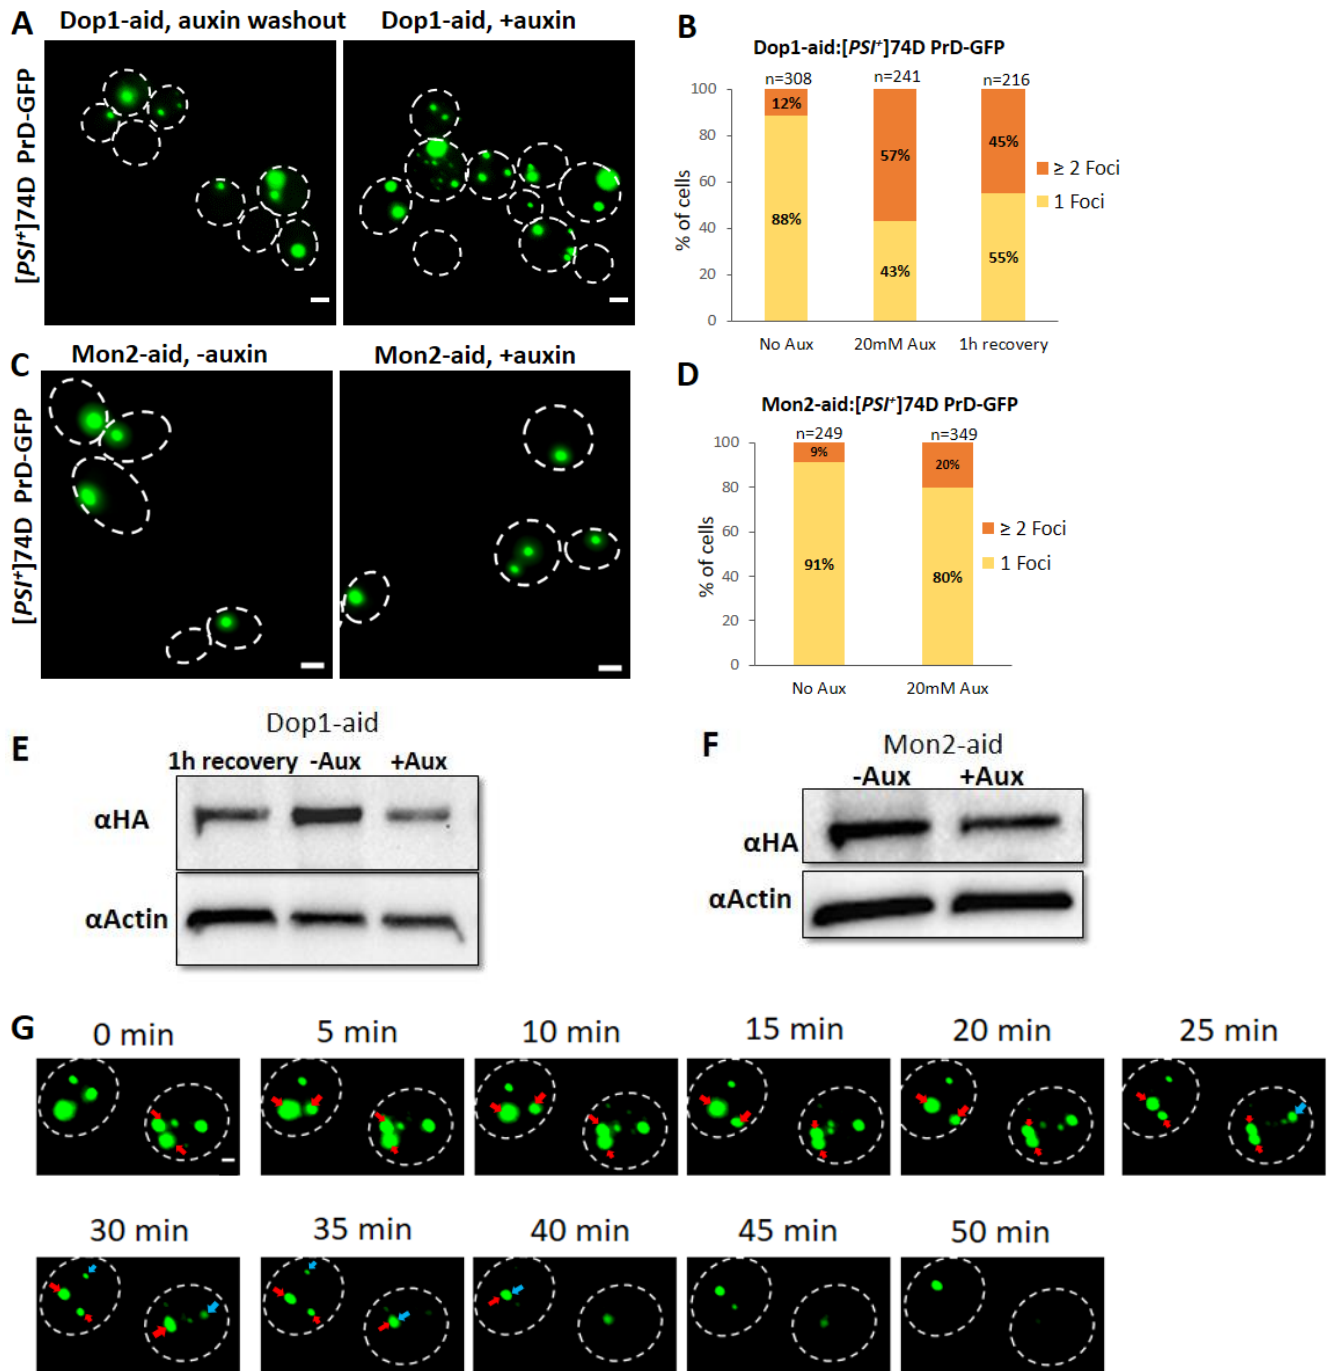 A
Dop1-aid, auxin washout
Dop1-aid, +auxin
[PSI⁺]74D PrD-GFP
B
Dop1-aid:[PSI⁺]74D PrD-GFP
n=308
n=241
n=216
100
80
60
40
20
0
% of cells
12%
88%
57%
43%
45%
55%
≥ 2 Foci
1 Foci
No Aux
20mM Aux
1h recovery
C
Mon2-aid, -auxin
Mon2-aid, +auxin
[PSI⁺]74D PrD-GFP
D
Mon2-aid:[PSI⁺]74D PrD-GFP
n=249
n=349
100
80
60
40
20
0
% of cells
9%
91%
20%
80%
≥ 2 Foci
1 Foci
No Aux
20mM Aux
E
Dop1-aid
1h recovery -Aux +Aux
αHA
αActin
F
Mon2-aid
-Aux +Aux
αHA
αActin
G
0 min
5 min
10 min
15 min
20 min
25 min
30 min
35 min
40 min
45 min
50 min